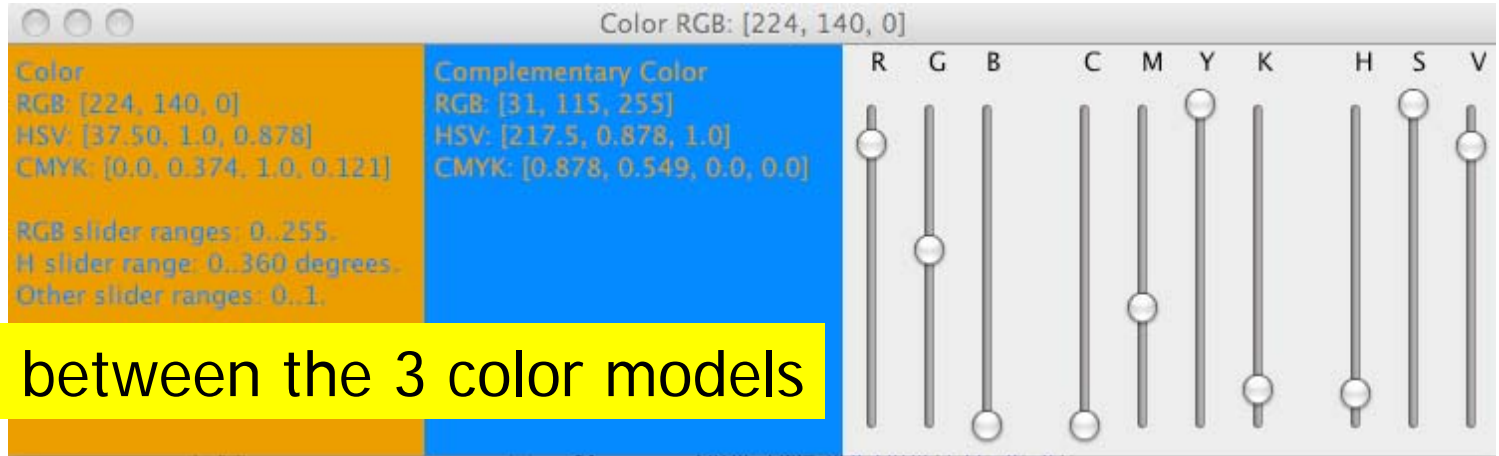 Color RGB: [224, 140, 0]
Color
RGB: [224, 140, 0]
HSV: [37.50, 1.0, 0.878]
CMYK: [0.0, 0.374, 1.0, 0.121]
RGB slider ranges: 0..255.
H slider range: 0..360 degrees.
Other slider ranges: 0..1.
Complementary Color
RGB: [31, 115, 255]
HSV: [217.5, 0.878, 1.0]
CMYK: [0.878, 0.549, 0.0, 0.0]
R G B C M Y K H S V
between the 3 color models